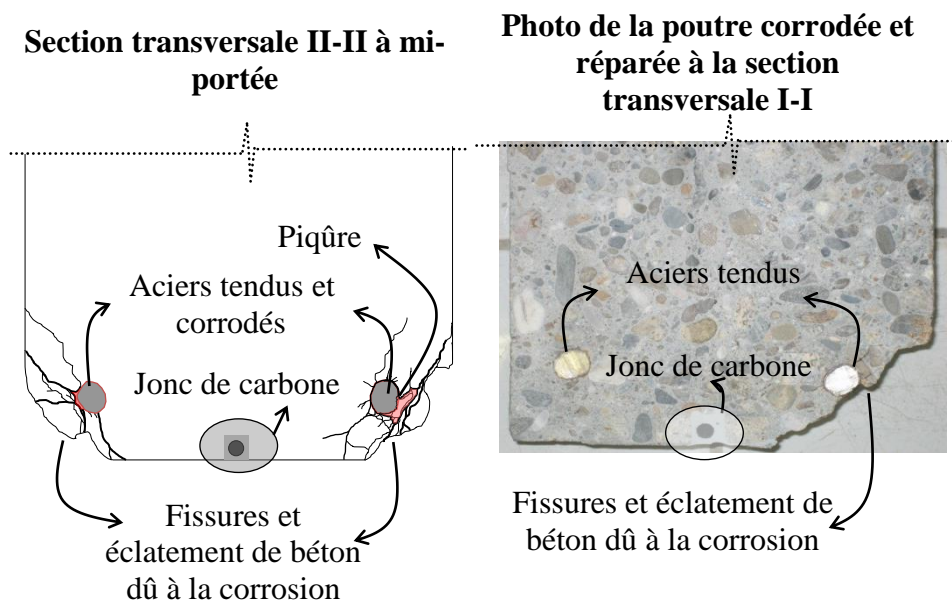 Section transversale II-II à mi-
portée
Photo de la poutre corrodée et
réparée à la section
transversale I-I
Piqûre
Aciers tendus et
corrodés
Jonc de carbone
Fissures et
éclatement de béton
dû à la corrosion
Aciers tendus
Jonc de carbone
Fissures et éclatement de
béton dû à la corrosion